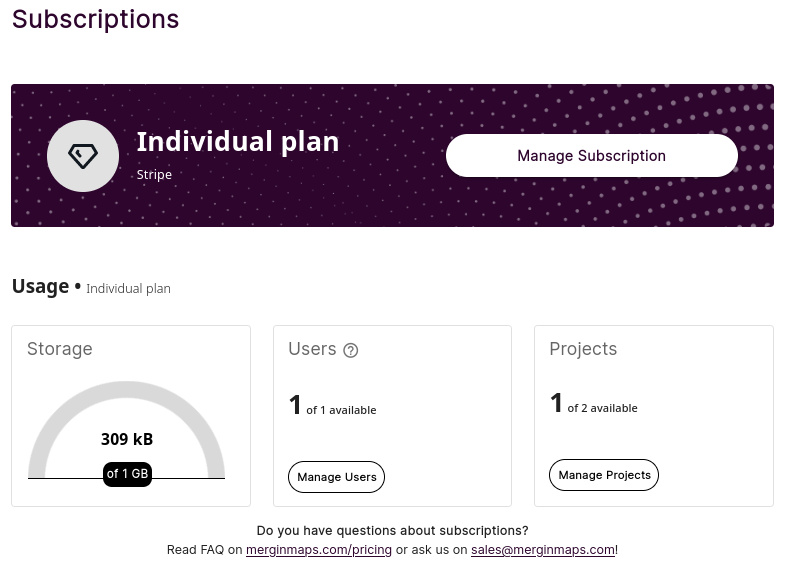 Subscriptions
Individual plan
Stripe
Manage Subscription
Usage • Individual plan
Storage
309 kB
of 1 GB
Users ?
1 of 1 available
Manage Users
Projects
1 of 2 available
Manage Projects
Do you have questions about subscriptions?
Read FAQ on merginmaps.com/pricing or ask us on sales@merginmaps.com!